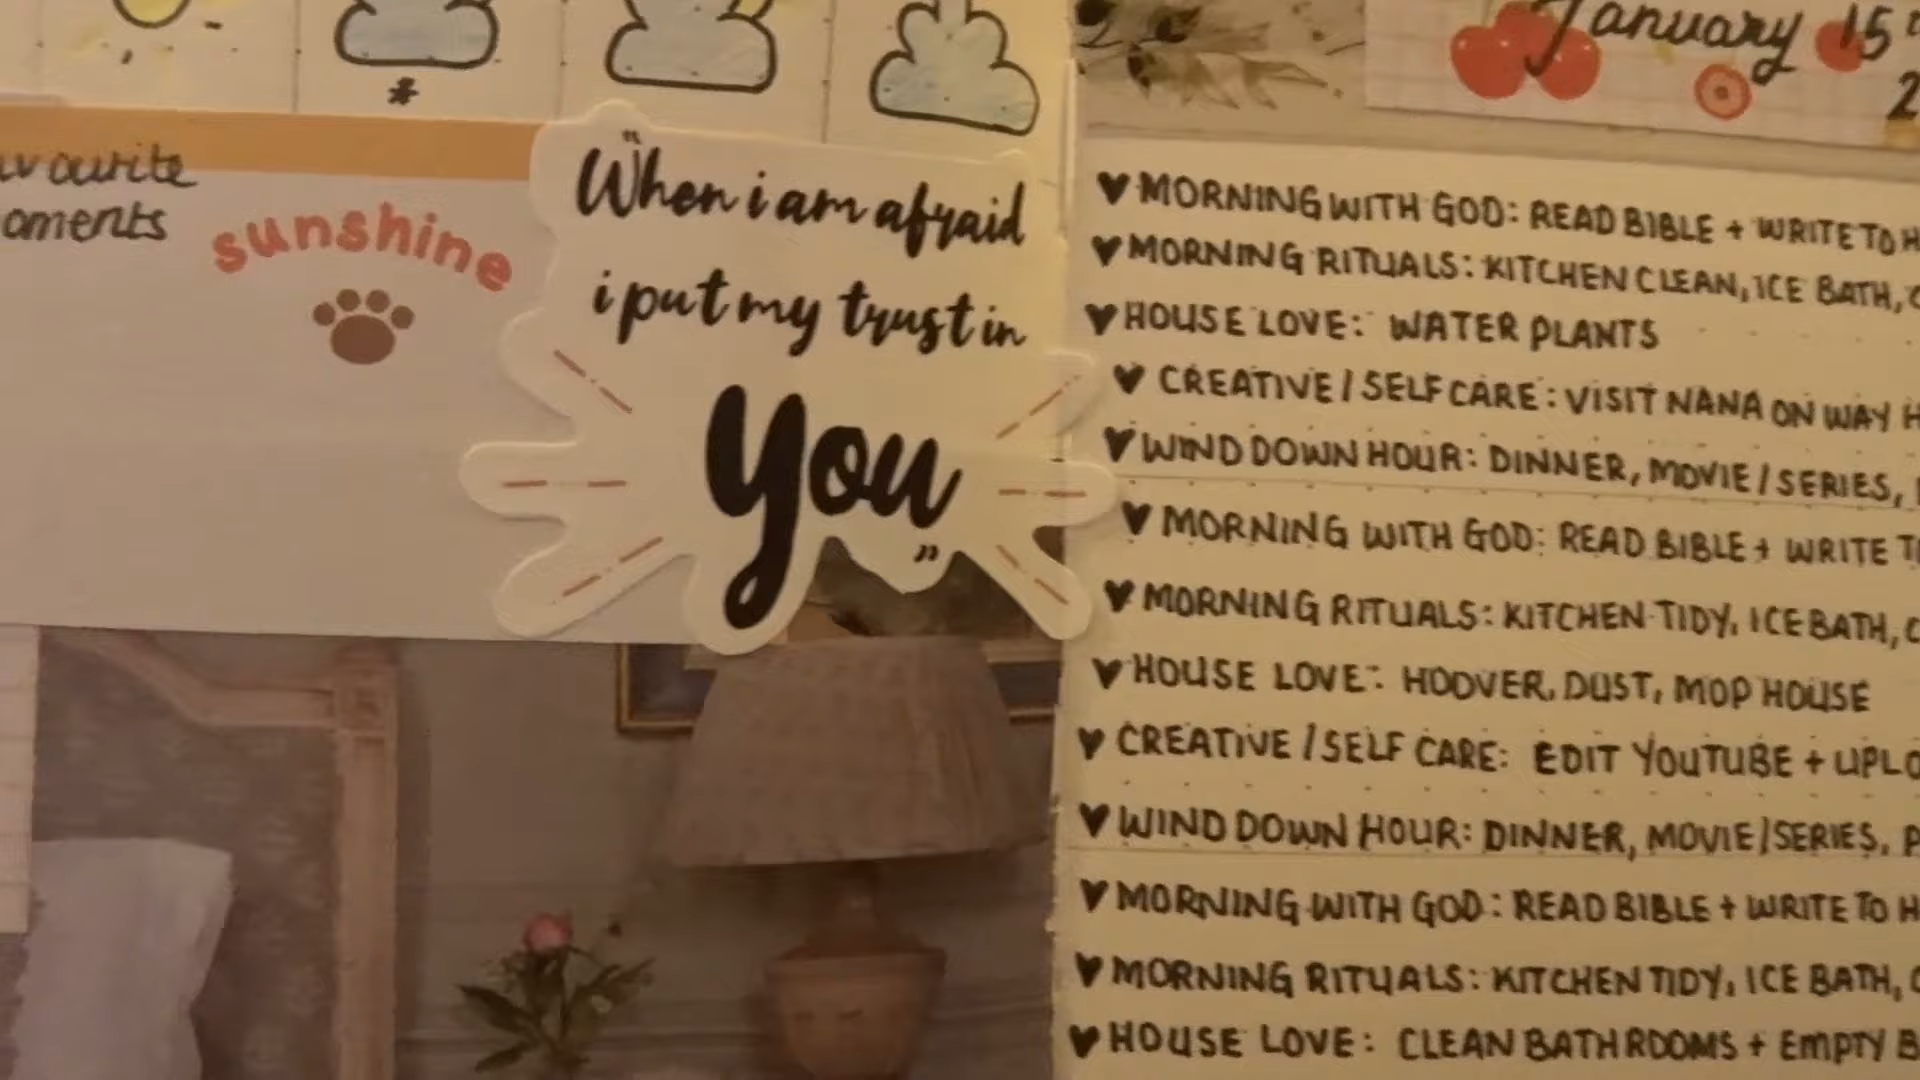 sunshine
"When i am afraid
i put my trust in
you"
January 15
♥ MORNING WITH GOD: READ BIBLE + WRITE TO
♥ MORNING RITUALS: KITCHEN CLEAN, ICE BATH,
♥ HOUSE LOVE: WATER PLANTS
♥ CREATIVE / SELF CARE: VISIT NANA ON WAY
♥ WIND DOWN HOUR: DINNER, MOVIE / SERIES,
♥ MORNING WITH GOD: READ BIBLE + WRITE
♥ MORNING RITUALS: KITCHEN TIDY, ICE BATH,
♥ HOUSE LOVE: HOOVER, DUST, MOP HOUSE
♥ CREATIVE / SELF CARE: EDIT YOUTUBE +
♥ WIND DOWN HOUR: DINNER, MOVIE/SERIES,
♥ MORNING WITH GOD: READ BIBLE + WRITE TO
♥ MORNING RITUALS: KITCHEN TIDY, ICE BATH,
♥ HOUSE LOVE: CLEAN BATHROOMS + EMPTY